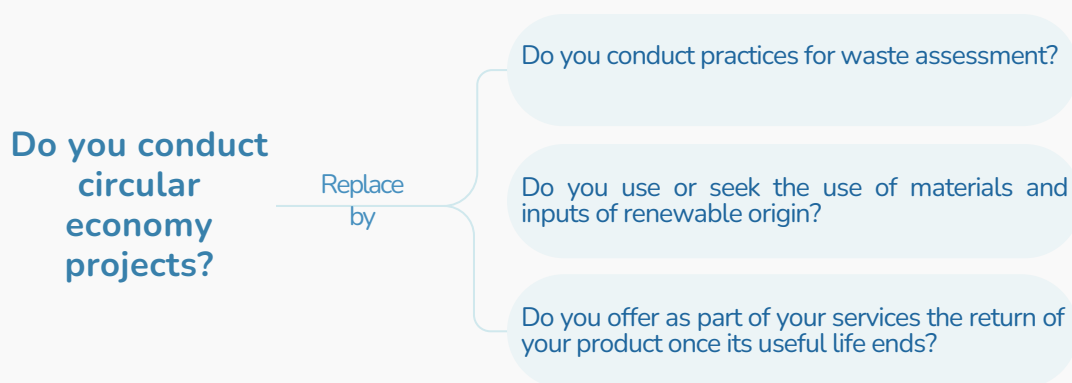 Do you conduct
circular
economy
projects?
Replace
by
Do you conduct practices for waste assessment?
Do you use or seek the use of materials and
inputs of renewable origin?
Do you offer as part of your services the return of
your product once its useful life ends?